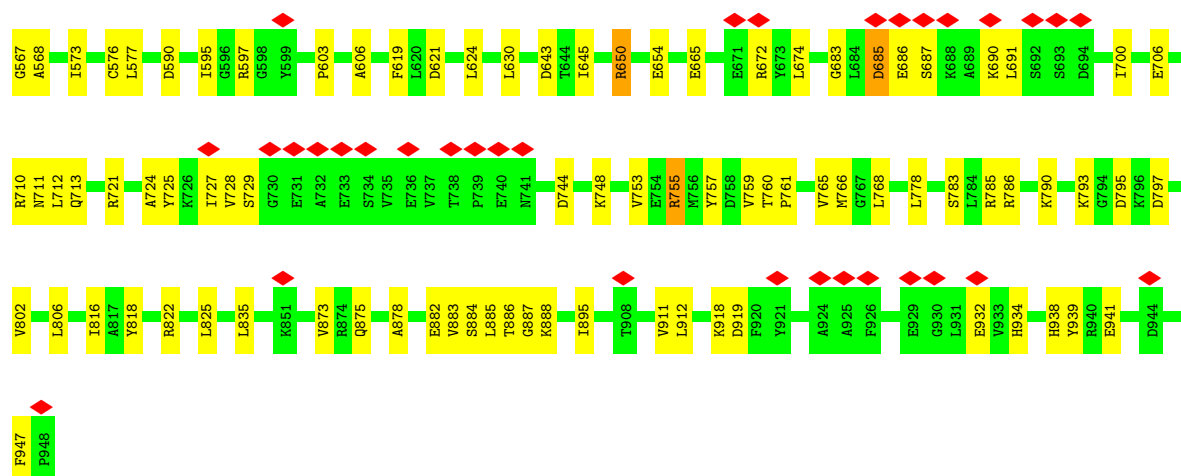 G567 A568 I573 C576 L577 D590 I595 G596 R597 G598 Y599 P603 A606 F619 L620 D621 L624 L630 D643 T644 I645 R650 E654 E665 E671 R672 Y673 L674 G683 L684 D685 E686 S687 K688 A689 K690 L691 S692 S693 D694 I700 E706
R710 N711 L712 Q713 R721 A724 Y725 K726 I727 V728 S729 G730 E731 A732 E733 S734 V735 E736 V737 T738 P739 E740 N741 D744 K748 V753 E754 R755 M756 Y757 D758 V759 T760 P761 V765 M766 G767 L768 L778 S783 L784 R785 R786 K790 K793 G794 D795 K796 D797
V802 L806 I816 A817 Y818 R822 L825 L835 K851 V873 R874 Q875 A878 E882 V883 S884 L885 T886 G887 K888 I895 T908 V911 L912 K918 D919 F920 Y921 A924 A925 F926 E929 G930 L931 E932 V933 H934 H938 Y939 R940 E941 D944
F947 P948